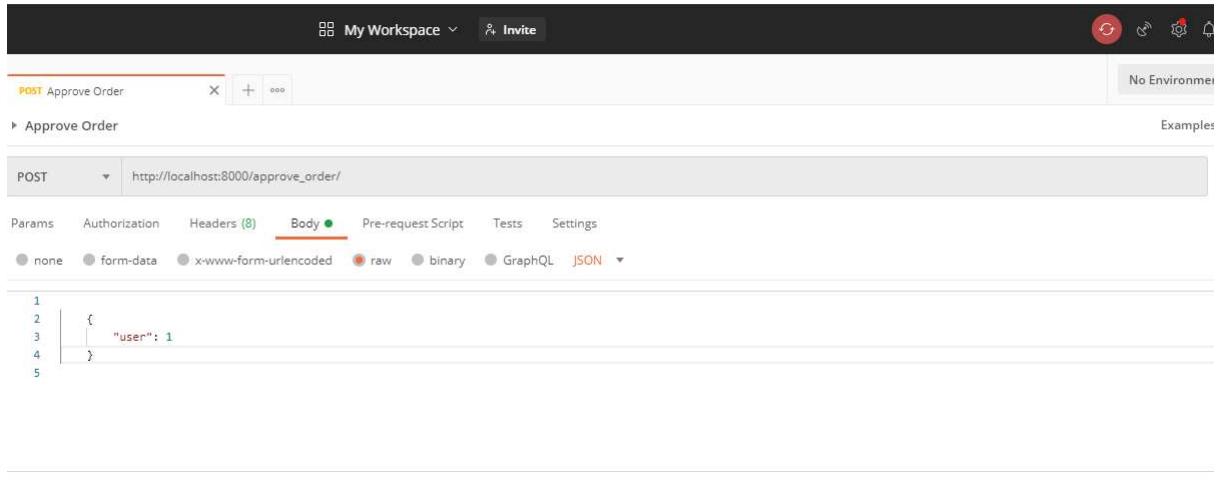 My Workspace Invite
No Environme
POST Approve Order
Approve Order Examples
POST http://localhost:8000/approve_order/
Params Authorization Headers (8) Body Pre-request Script Tests Settings
none form-data x-www-form-urlencoded raw binary GraphQL JSON
1
2 {
3 "user": 1
4 }
5